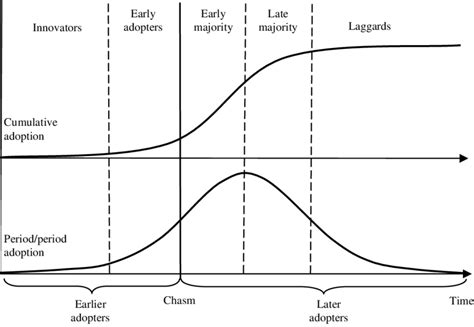 Innovators
Early
adopters
Early
majority
Late
majority
Laggards
Cumulative
adoption
Period/period
adoption
Earlier
adopters
Chasm
Later
adopters
Time